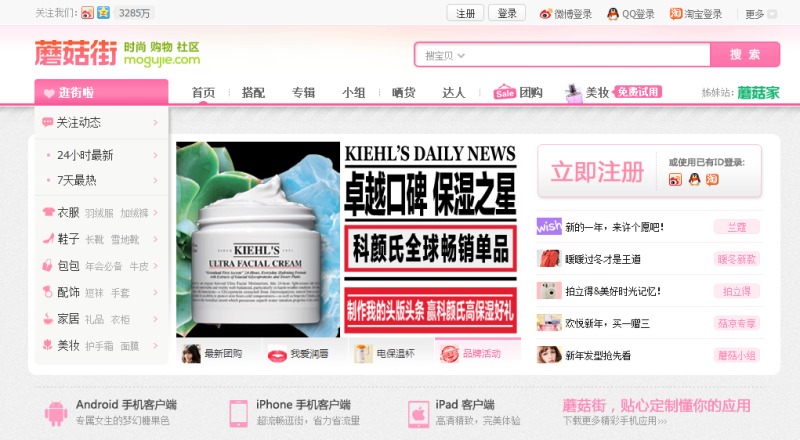 关注我们:
3285万
注册
登录
微博登录
QQ登录
淘宝登录
更多
蘑菇街
时尚 购物 社区
mogujie.com
搜宝贝
搜 索
逛街啦
首页
搭配
专辑
小组
晒货
达人
Sale
团购
美妆
免费试用
姊妹站:
蘑菇家
关注动态
24小时最新
7天最热
衣服 羽绒服 加绒裤
鞋子 长靴 雪地靴
包包 年会必备 牛皮
配饰 短袜 手套
家居 礼品 衣柜
美妆 护手霜 面膜
KIEHL'S
SINCE 1851
ULTRA FACIAL CREAM
KIEHL'S DAILY NEWS
卓越口碑 保湿之星
科颜氏全球畅销单品
制作我的头版头条 赢科颜氏高保湿好礼
最新团购
我爱润唇
电保温杯
品牌活动
立即注册
或使用已有ID登录:
wish
新的一年，来许个愿吧!
兰蔻
暖暖过冬才是王道
暖冬新款
拍立得&美好时光记忆!
拍立得
欢悦新年，买一赠三
菇凉专享
新年发型抢先看
蘑菇小组
Android 手机客户端
专属女生的梦幻糖果色
iPhone 手机客户端
超流畅逛街，省力省流量
iPad 客户端
高清精致，完美体验
蘑菇街，贴心定制懂你的应用
下载更多精彩手机应用>>>